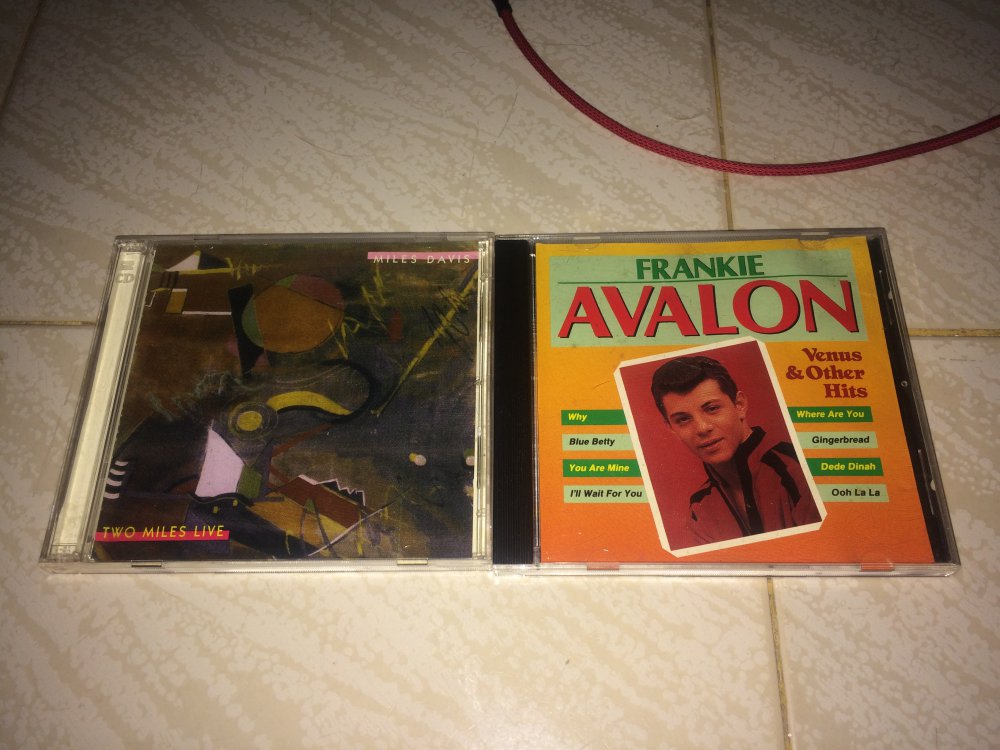 MILES DAVIS
TWO MILES LIVE
FRANKIE
AVALON
Venus
& Other
Hits
Why
Blue Betty
You Are Mine
I'll Wait For You
Where Are You
Gingerbread
Dede Dinah
Ooh La La